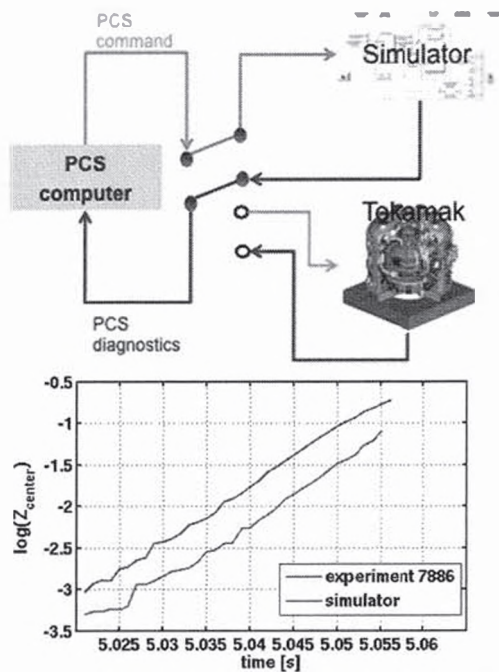 PCS
command
Simulator
PCS
computer
Tokamak
PCS
diagnostics
-0.5
-1
-1.5
-2
-2.5
-3
-3.5
log(Z_center)
5.025 5.03 5.035 5.04 5.045 5.05 5.055 5.06
time [s]
experiment 7886
simulator